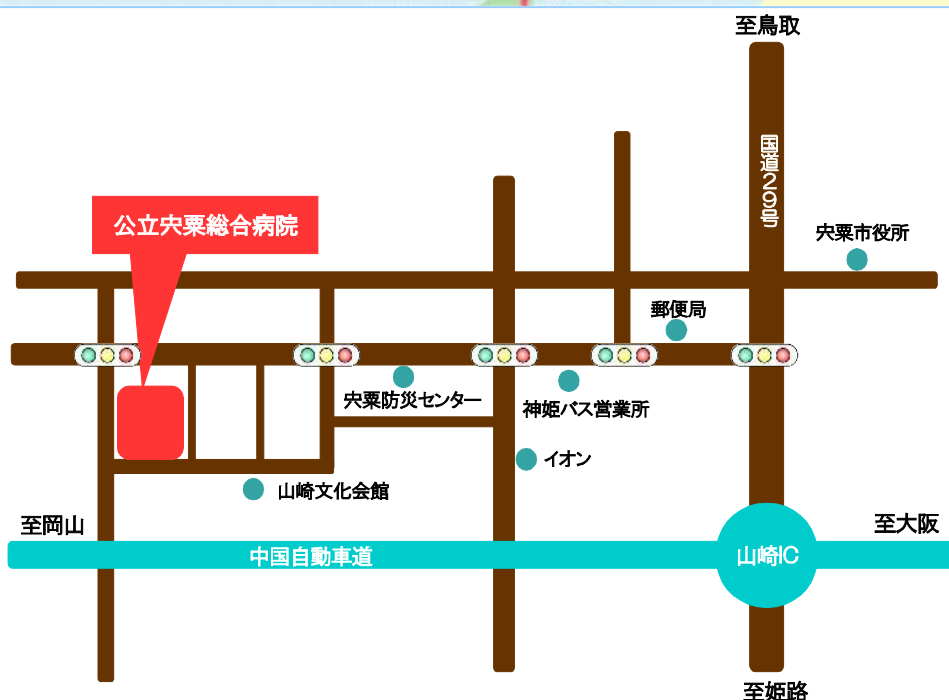 至鳥取
国道29号
公立宍粟総合病院
宍粟市役所
郵便局
宍粟防災センター
神姫バス営業所
イオン
山崎文化会館
至岡山
至大阪
中国自動車道
山崎IC
至姫路